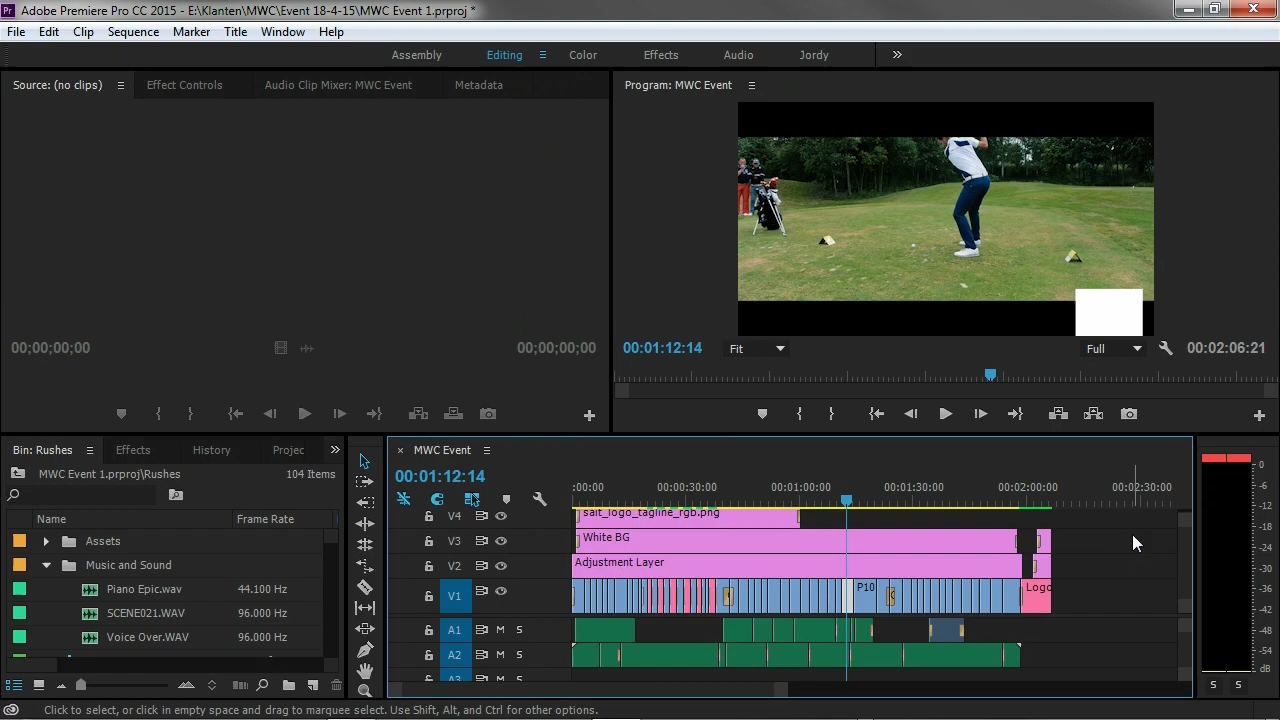 Adobe Premiere Pro CC 2015 - E:\Klanten\MWC\Event 18-4-15\MWC Event 1.prproj *
File Edit Clip Sequence Marker Title Window Help
Assembly Editing Color Effects Audio Jordy
Source: (no clips) Effect Controls Audio Clip Mixer: MWC Event Metadata
Program: MWC Event
00;00;00;00 00;00;00;00
00:01:12:14 Fit Full 00:02:06:21
Bin: Rushes Effects History Projec
MWC Event 1.prproj\Rushes 104 Items
Name Frame Rate
Assets
Music and Sound
Piano Epic.wav 44.100 Hz
SCENE021.WAV 96.000 Hz
Voice Over.WAV 96.000 Hz
MWC Event
00:01:12:14
:00:00 00:00:30:00 00:01:00:00 00:01:30:00 00:02:00:00 00:02:30:00
V4 salt_logo_tagline_rgb.png
V3 White BG
V2 Adjustment Layer
V1 P10 Logo
A1 M S
A2 M S
A3 M S
0
-6
-12
-18
-24
-30
-36
-42
-48
-54
dB
S S
Click to select, or click in empty space and drag to marquee select. Use Shift, Alt, and Ctrl for other options.